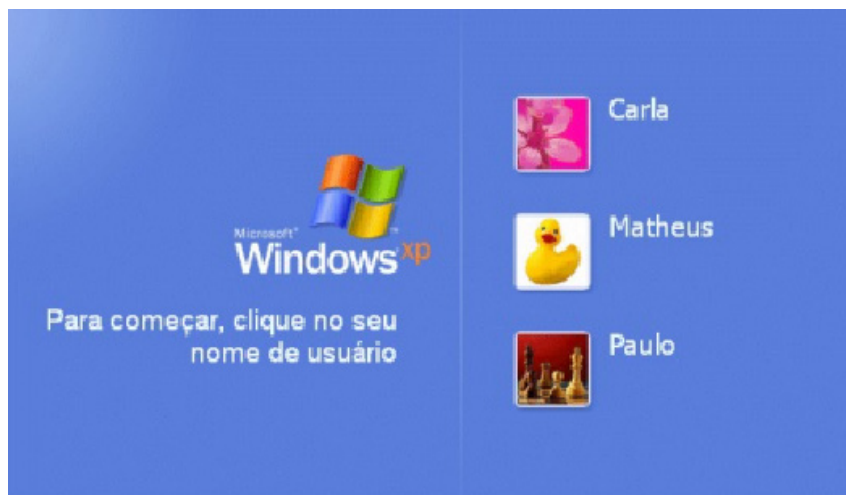 Microsoft®
Windows xp
Para começar, clique no seu
nome de usuário
Carla
Matheus
Paulo